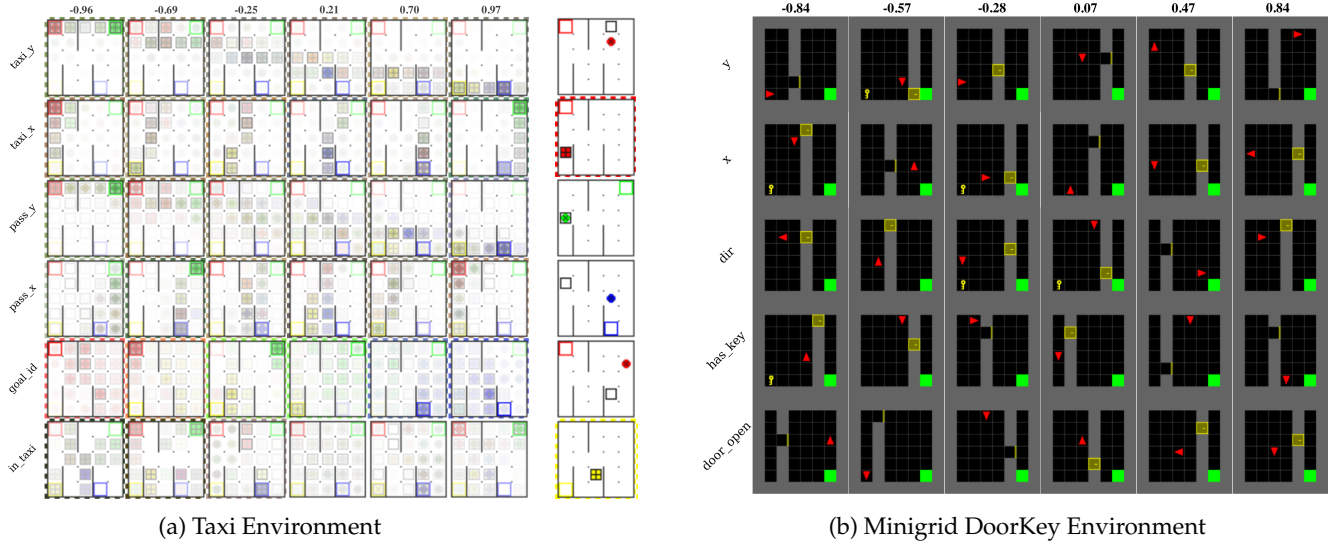 -0.96 -0.69 -0.25 0.21 0.70 0.97
taxi_y
taxi_x
pass_y
pass_x
goal_id
in_taxi
(a) Taxi Environment
-0.84 -0.57 -0.28 0.07 0.47 0.84
y
x
dir
has_key
door_open
(b) Minigrid DoorKey Environment